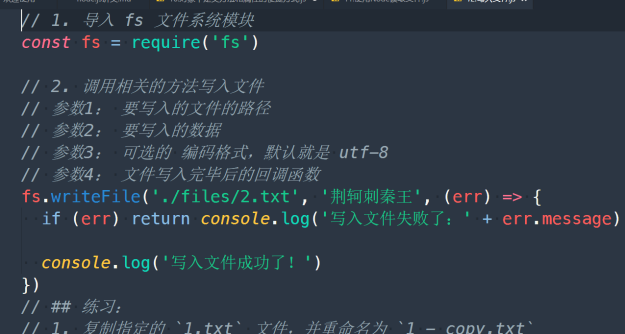 // 1. 导入 fs 文件系统模块
const fs = require('fs')
// 2. 调用相关的方法写入文件
// 参数1: 要写入的文件的路径
// 参数2: 要写入的数据
// 参数3: 可选的 编码格式，默认就是 utf-8
// 参数4: 文件写入完毕后的回调函数
fs.writeFile('./files/2.txt', '荆轲刺秦王', (err) => {
if (err) return console.log('写入文件失败了：' + err.message)
console.log('写入文件成功了！')
})
// ## 练习：
// 1. 复制指定的 `1.txt` 文件，并重命名为 `1 - copy.txt`